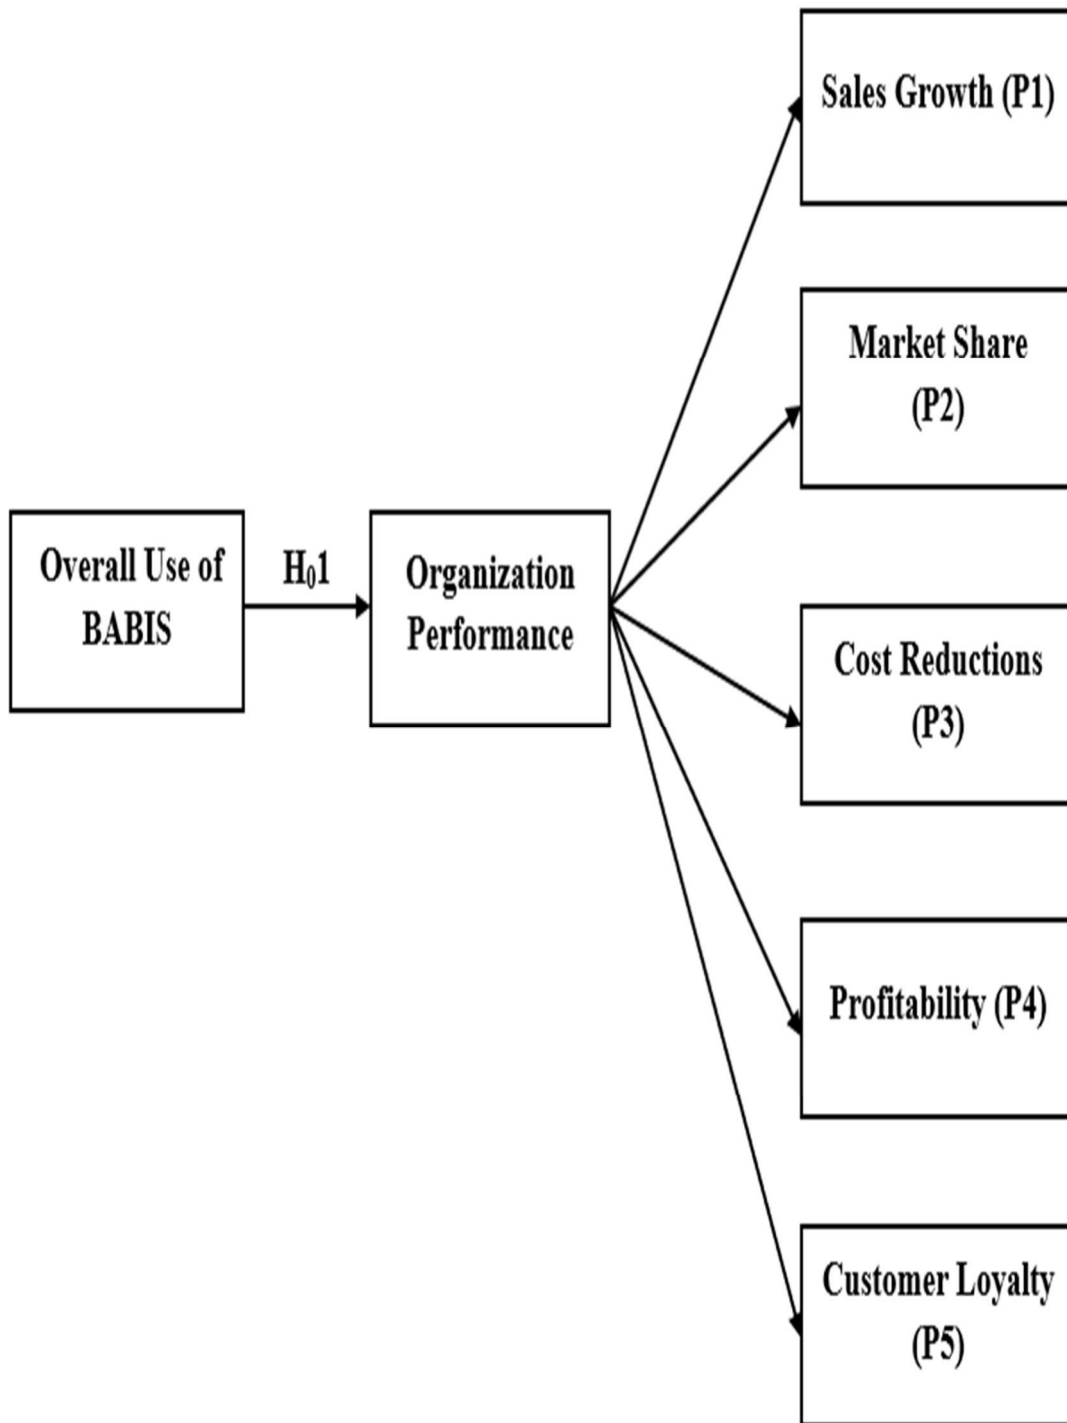 Sales Growth (P1)
Market Share
(P2)
Overall Use of
BABIS
H₀1
Organization
Performance
Cost Reductions
(P3)
Profitability (P4)
Customer Loyalty
(P5)